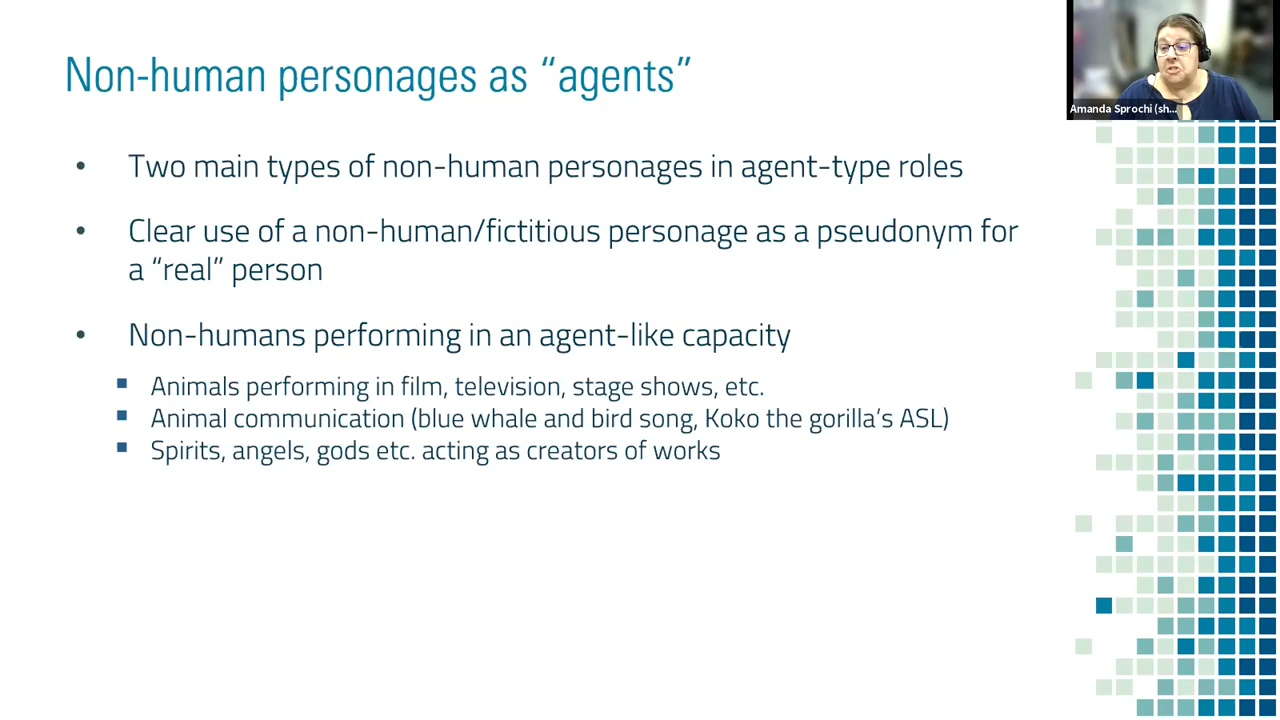 Non-human personages as “agents”
Amanda Sprochi (sh...
• Two main types of non-human personages in agent-type roles
• Clear use of a non-human/fictitious personage as a pseudonym for
a “real” person
• Non-humans performing in an agent-like capacity
▪ Animals performing in film, television, stage shows, etc.
▪ Animal communication (blue whale and bird song, Koko the gorilla’s ASL)
▪ Spirits, angels, gods etc. acting as creators of works